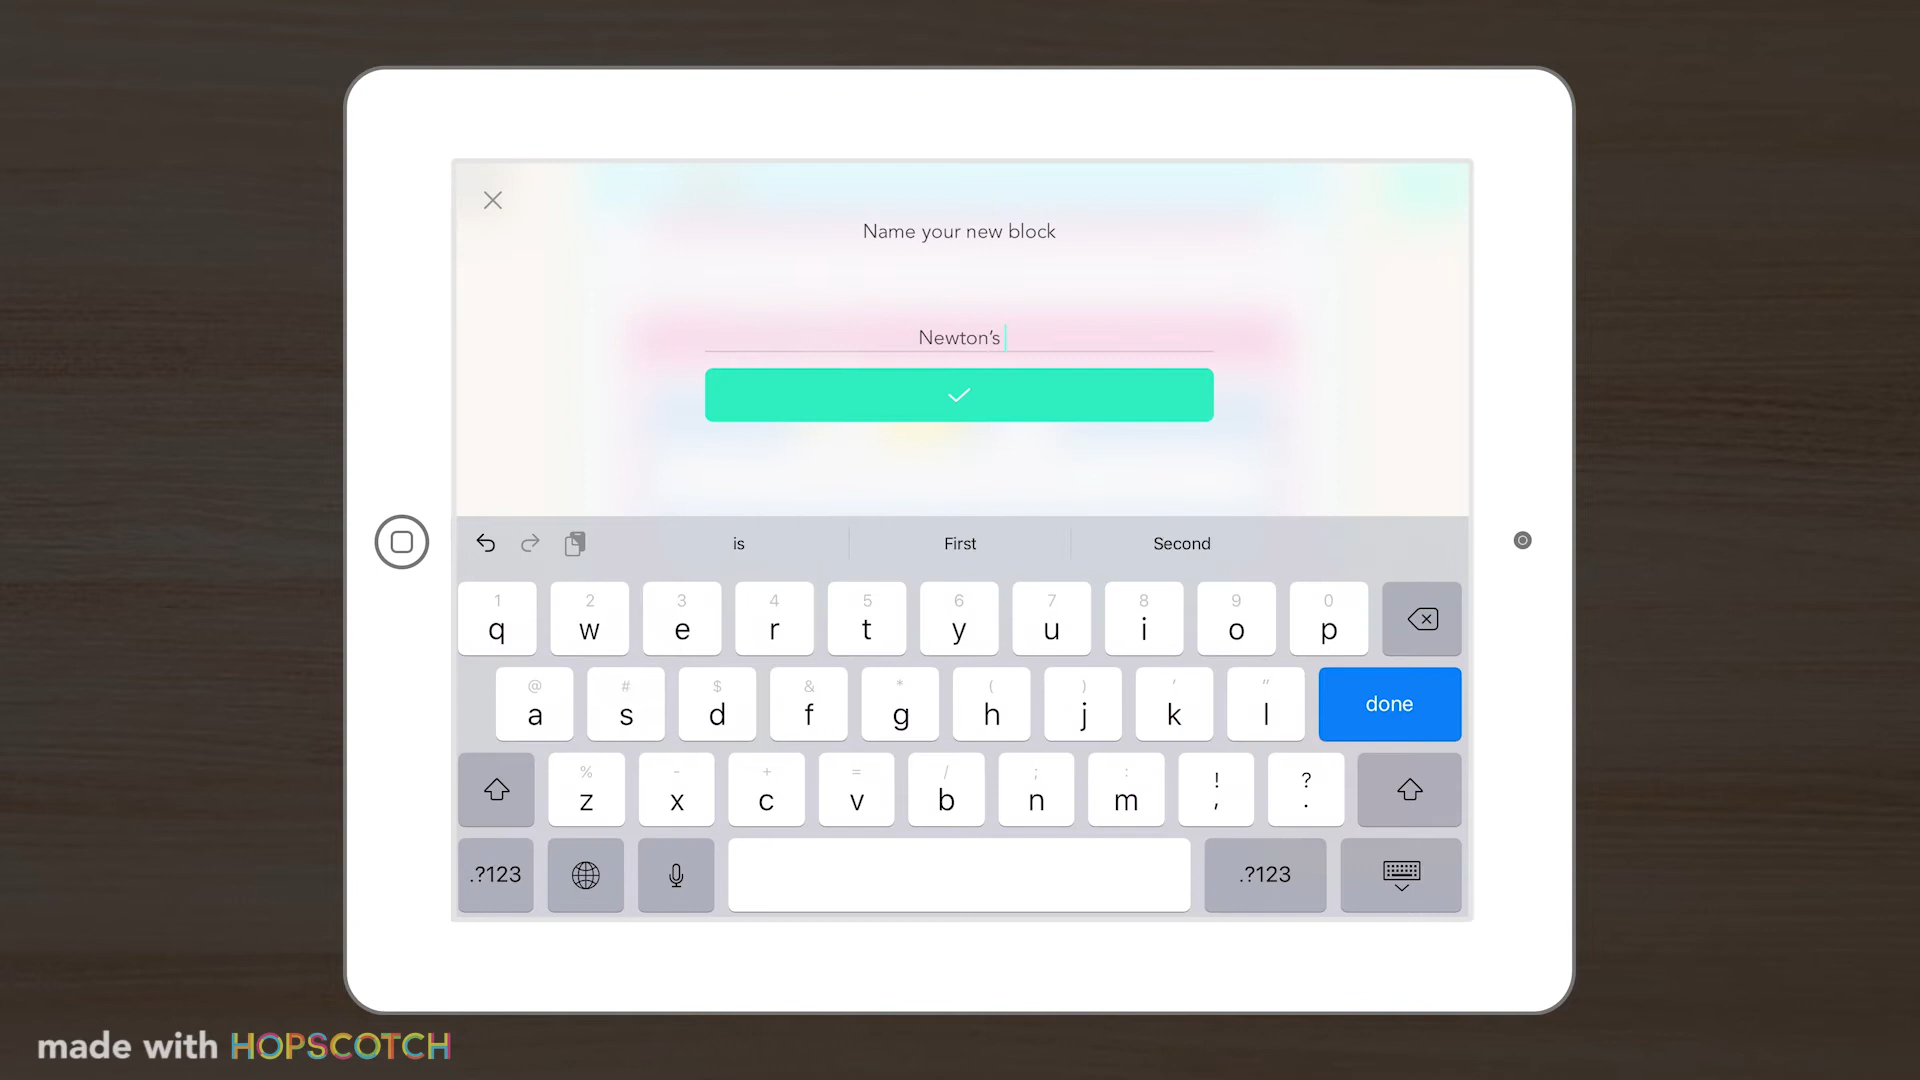 Name your new block
Newton's
is First Second
1 2 3 4 5 6 7 8 9 0
q w e r t y u i o p
@ # $ & * ( ) ' "
a s d f g h j k l done
% - + = / ; : ! ?
z x c v b n m , .
.?123 .?123
made with HOPSCOTCH